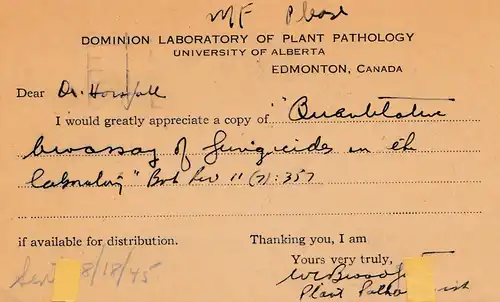 MF Please
DOMINION LABORATORY OF PLANT PATHOLOGY
UNIVERSITY OF ALBERTA
EDMONTON, CANADA
Dear Dr. Horsfall
I would greatly appreciate a copy of "Quantitative
bioassay of fungicides in the
laboratory" Bot Rev 11 (7): 357
if available for distribution. Thanking you, I am
Sent 8/18/45 Yours very truly,
Plant